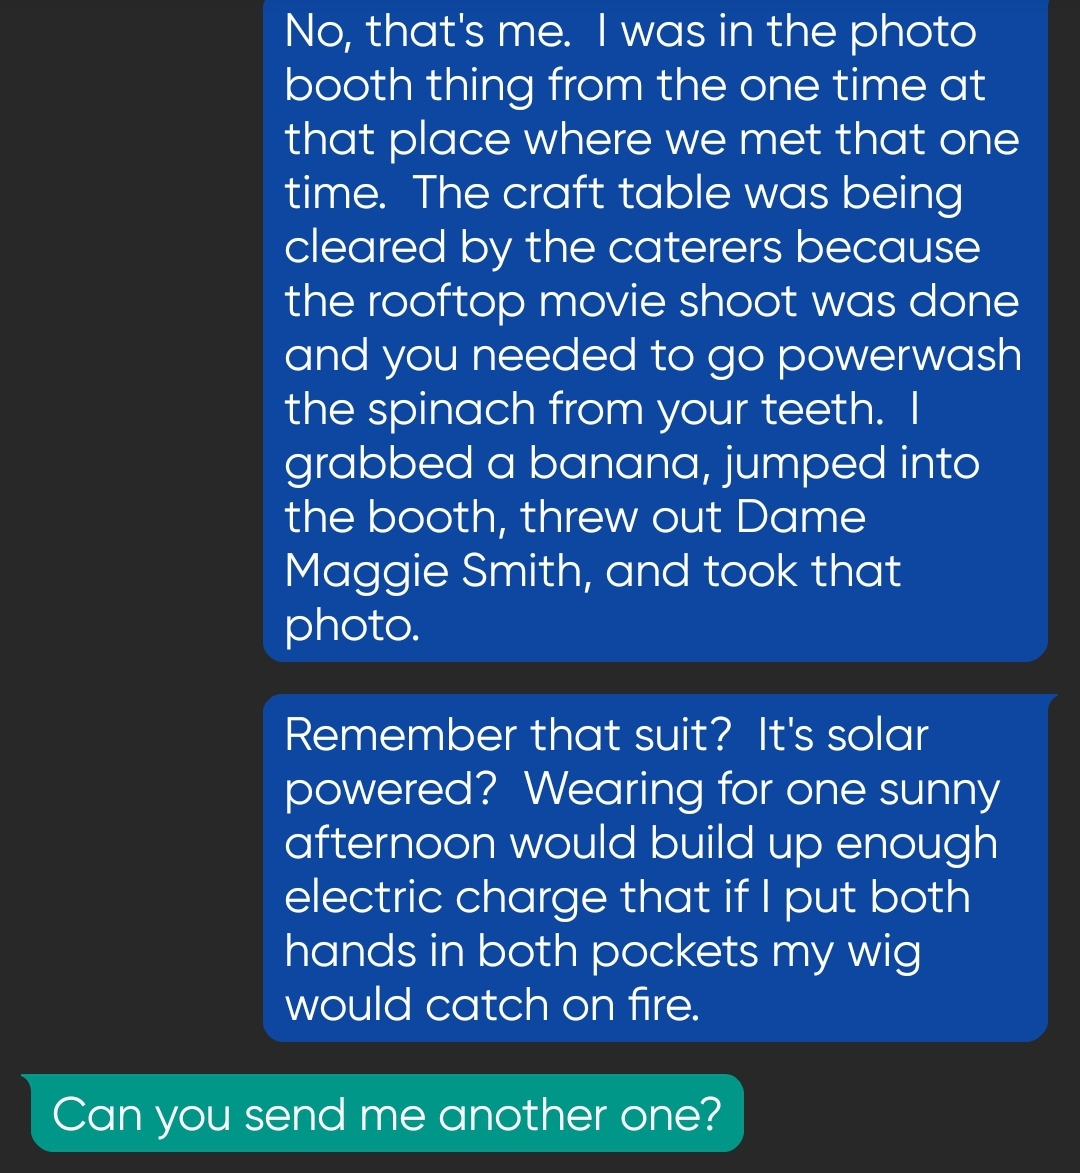 No, that's me.  I was in the photo
booth thing from the one time at
that place where we met that one
time.  The craft table was being
cleared by the caterers because
the rooftop movie shoot was done
and you needed to go powerwash
the spinach from your teeth.  I
grabbed a banana, jumped into
the booth, threw out Dame
Maggie Smith, and took that
photo.
Remember that suit?  It's solar
powered?  Wearing for one sunny
afternoon would build up enough
electric charge that if I put both
hands in both pockets my wig
would catch on fire.
Can you send me another one?